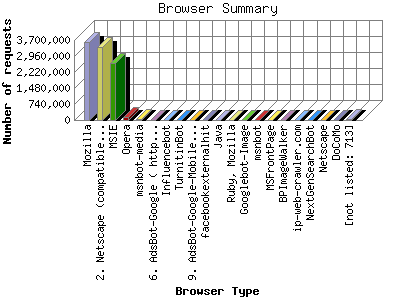 Browser Summary
Number of requests
3,700,000
2,960,000
2,220,000
1,480,000
740,000
0
Mozilla
2. Netscape (compatible...
MSIE
Opera
msnbot-media
6. AdsBot-Google ( http...
Influencebot
TurnitinBot
9. AdsBot-Google-Mobile...
facebookexternalhit
Java
Ruby, Mozilla
Googlebot-Image
msnbot
MSFrontPage
BPImageWalker
ip-web-crawler.com
NextGenSearchBot
Netscape
DoCoMo
[not listed: 713]
Browser Type